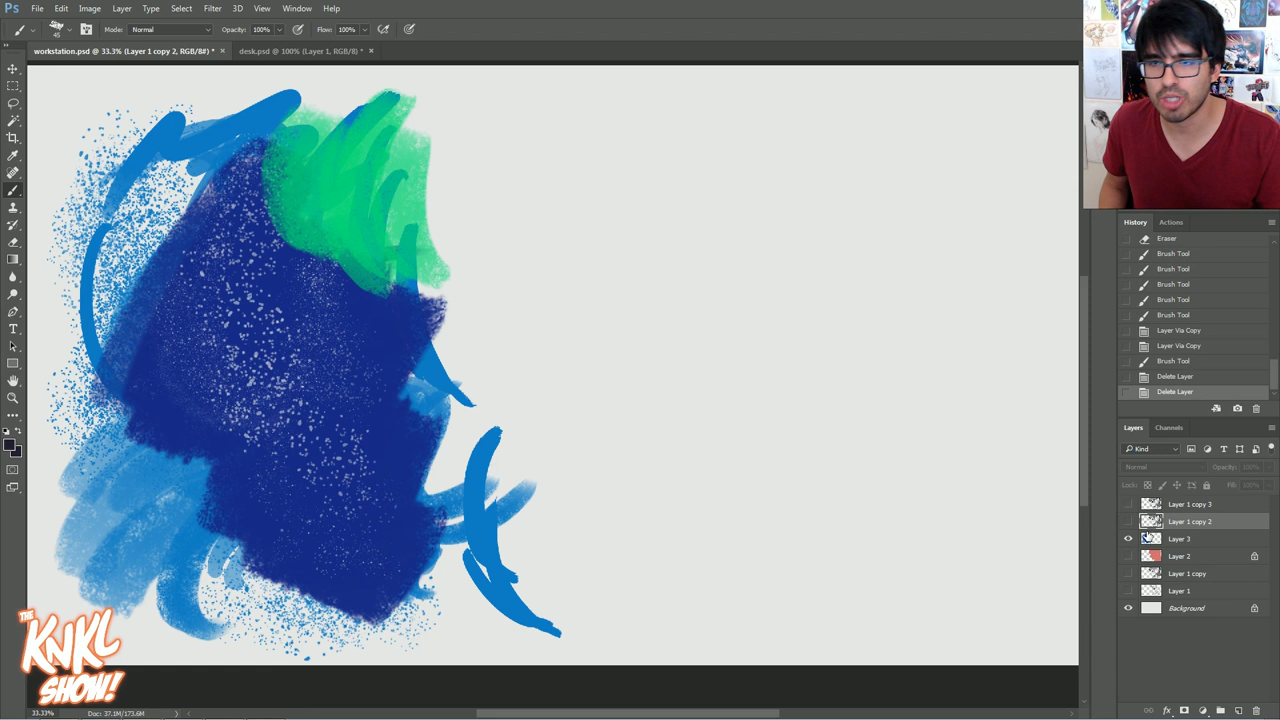 Ps File Edit Image Layer Type Select Filter 3D View Window Help
45 Mode: Normal Opacity: 100% Flow: 100%
workstation.psd @ 33.3% (Layer 1 copy 2, RGB/8#) * × desk.psd @ 100% (Layer 1, RGB/8) * ×
History Actions
Eraser
Brush Tool
Brush Tool
Brush Tool
Brush Tool
Brush Tool
Layer Via Copy
Layer Via Copy
Brush Tool
Delete Layer
Delete Layer
Layers Channels
Kind
Normal Opacity: 100%
Lock: Fill: 100%
Layer 1 copy 3
Layer 1 copy 2
Layer 3
Layer 2
Layer 1 copy
Layer 1
Background
THE
KNKL
SHOW!
33.33% Doc: 37.1M/173.6M